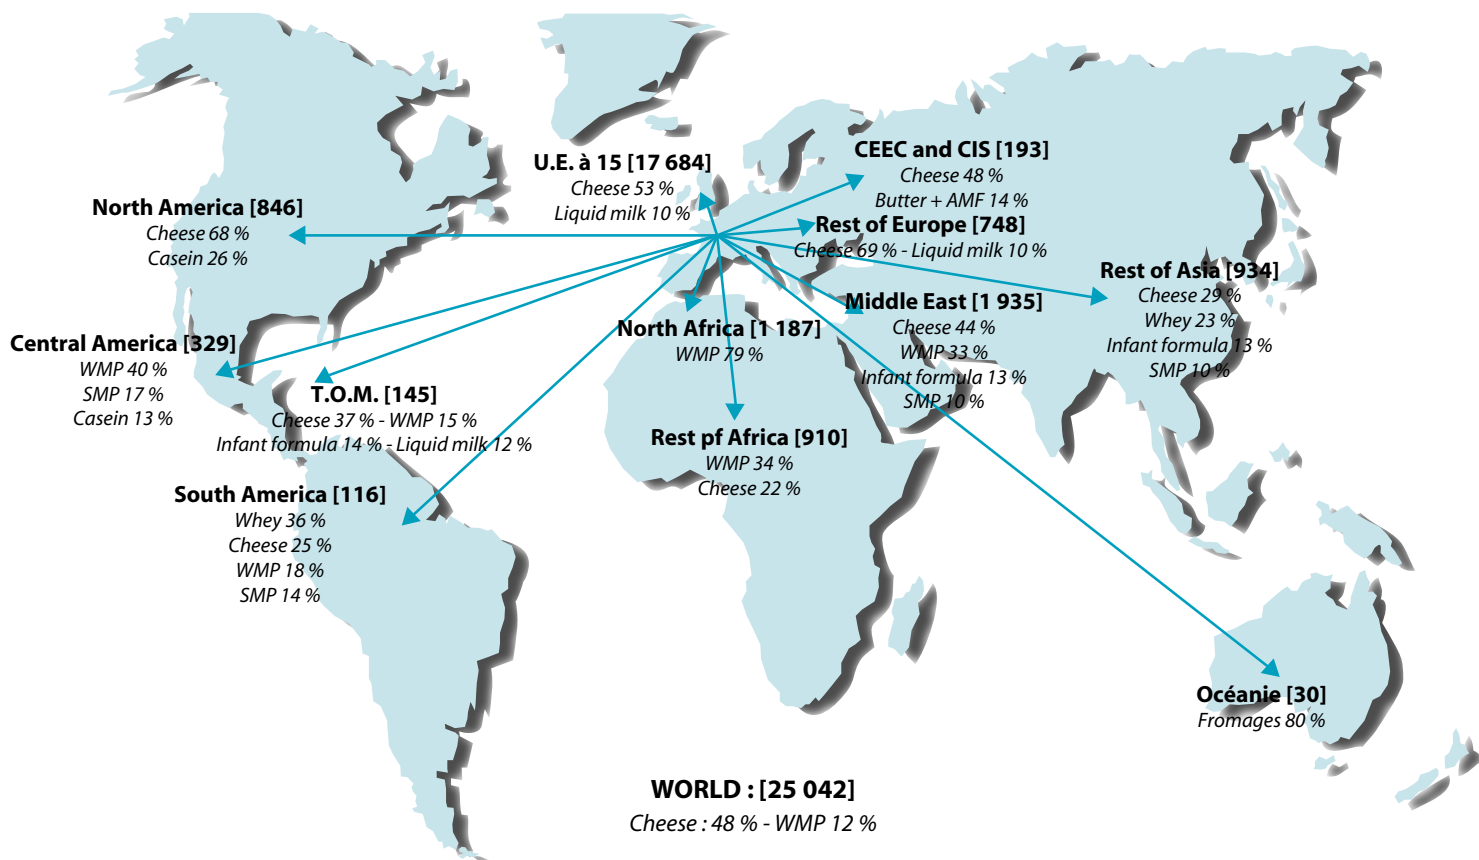 U.E. à 15 [17 684]
Cheese 53 %
Liquid milk 10 %
CEEC and CIS [193]
Cheese 48 %
Butter + AMF 14 %
North America [846]
Cheese 68 %
Casein 26 %
Rest of Europe [748]
Cheese 69 % - Liquid milk 10 %
Rest of Asia [934]
Cheese 29 %
Whey 23 %
Infant formula 13 %
SMP 10 %
Middle East [1 935]
Cheese 44 %
WMP 33 %
Infant formula 13 %
SMP 10 %
North Africa [1 187]
WMP 79 %
Central America [329]
WMP 40 %
SMP 17 %
Casein 13 %
T.O.M. [145]
Cheese 37 % - WMP 15 %
Infant formula 14 % - Liquid milk 12 %
Rest pf Africa [910]
WMP 34 %
Cheese 22 %
South America [116]
Whey 36 %
Cheese 25 %
WMP 18 %
SMP 14 %
Océanie [30]
Fromages 80 %
WORLD : [25 042]
Cheese : 48 % - WMP 12 %